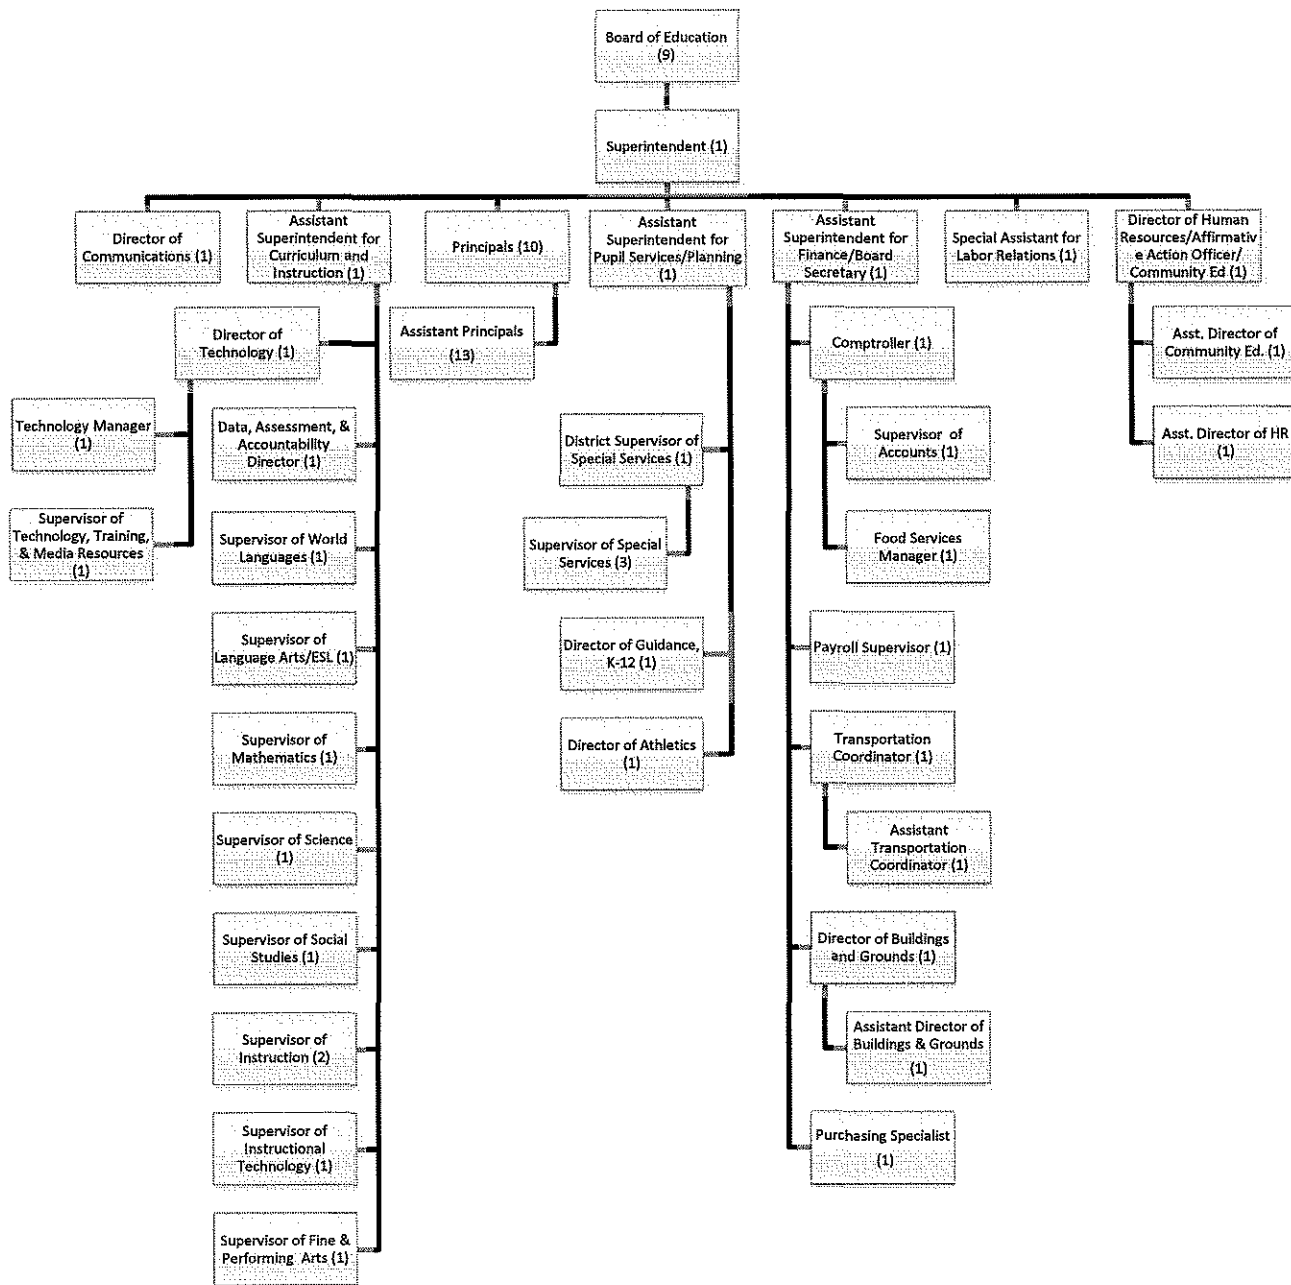 Board of Education
(9)
Superintendent (1)
Director of
Communications (1)
Assistant
Superintendent for
Curriculum and
Instruction (1)
Principals (10)
Assistant
Superintendent for
Pupil Services/Planning
(1)
Assistant
Superintendent for
Finance/Board
Secretary (1)
Special Assistant for
Labor Relations (1)
Director of Human
Resources/Affirmativ
e Action Officer/
Community Ed (1)
Director of
Technology (1)
Technology Manager
(1)
Supervisor of
Technology, Training,
& Media Resources
(1)
Data, Assessment, &
Accountability
Director (1)
Supervisor of World
Languages (1)
Supervisor of
Language Arts/ESL (1)
Supervisor of
Mathematics (1)
Supervisor of Science
(1)
Supervisor of Social
Studies (1)
Supervisor of
Instruction (2)
Supervisor of
Instructional
Technology (1)
Supervisor of Fine &
Performing Arts (1)
Assistant Principals
(13)
District Supervisor of
Special Services (1)
Supervisor of Special
Services (3)
Director of Guidance,
K-12 (1)
Director of Athletics
(1)
Comptroller (1)
Supervisor of
Accounts (1)
Food Services
Manager (1)
Payroll Supervisor (1)
Transportation
Coordinator (1)
Assistant
Transportation
Coordinator (1)
Director of Buildings
and Grounds (1)
Assistant Director of
Buildings & Grounds
(1)
Purchasing Specialist
(1)
Asst. Director of
Community Ed. (1)
Asst. Director of HR
(1)